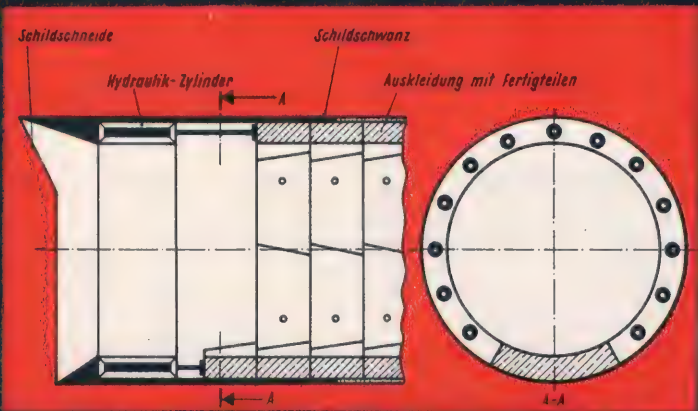 Schildschneide
Schildschwanz
Hydraulik-Zylinder
A
Auskleidung mit Fertigteilen
A
A-A